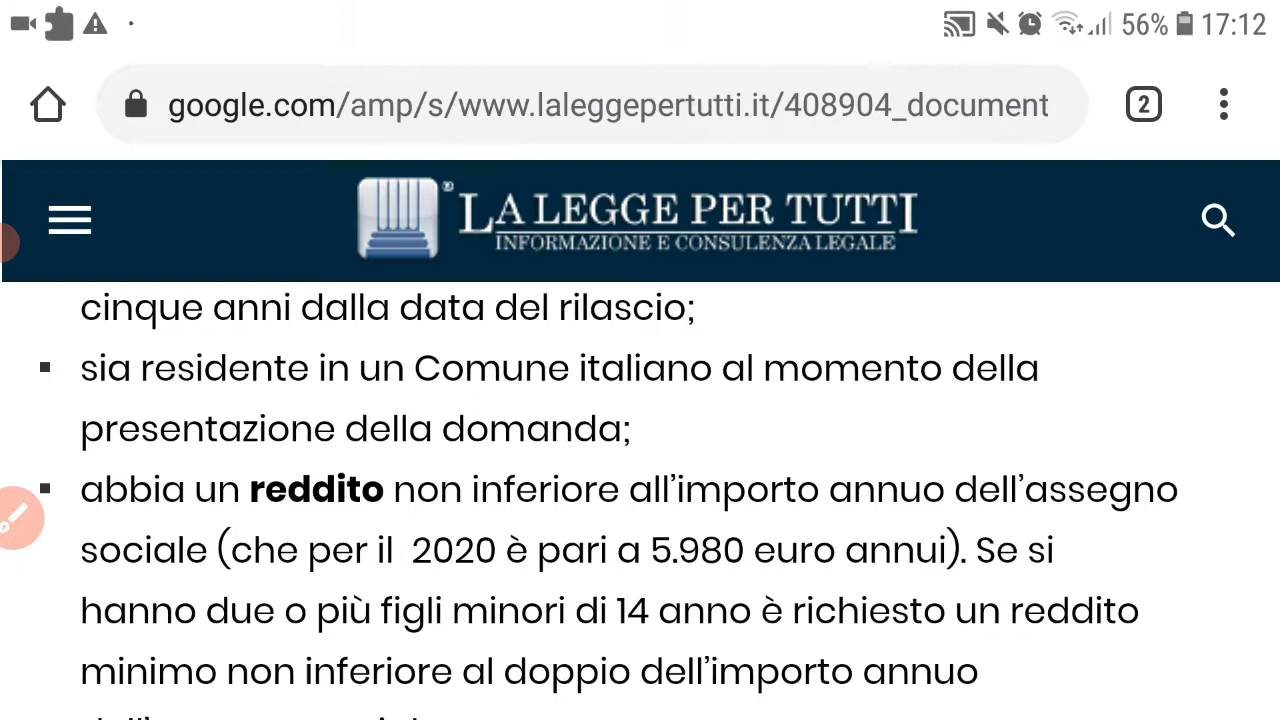 56% 17:12
google.com/amp/s/www.laleggepertutti.it/408904_document
2
LA LEGGE PER TUTTI
INFORMAZIONE E CONSULENZA LEGALE
cinque anni dalla data del rilascio;
sia residente in un Comune italiano al momento della
presentazione della domanda;
abbia un reddito non inferiore all'importo annuo dell'assegno
sociale (che per il 2020 è pari a 5.980 euro annui). Se si
hanno due o più figli minori di 14 anno è richiesto un reddito
minimo non inferiore al doppio dell'importo annuo